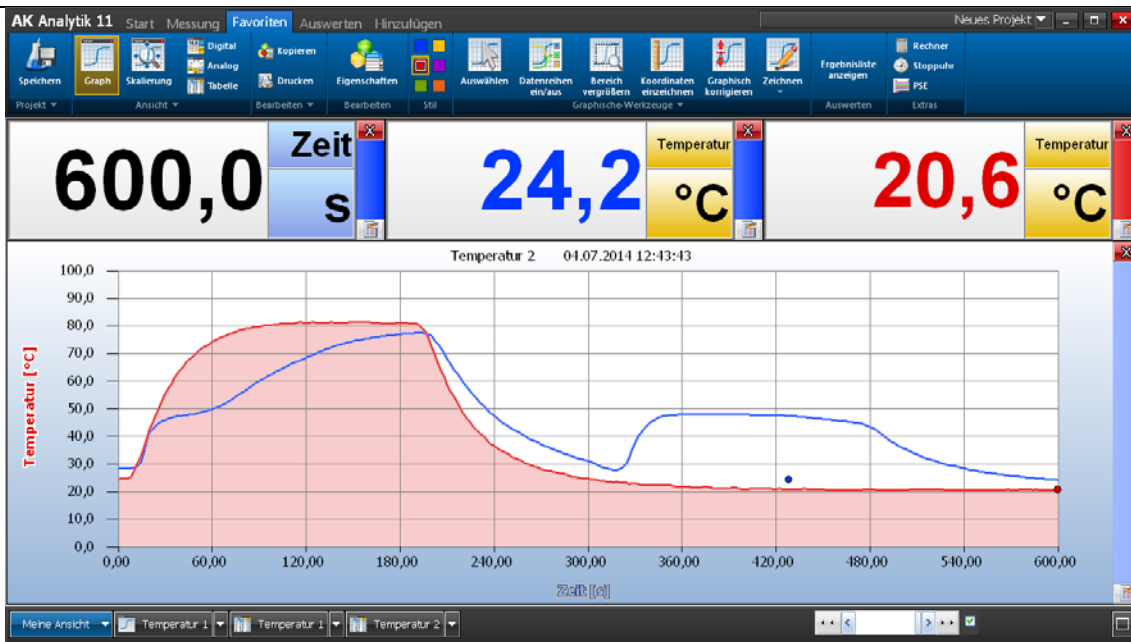 AK Analytik 11 Start Messung Favoriten Auswerten Hinzufügen Neues Projekt
Speichern Graph Skalierung Digital Analog Tabelle Kopieren Drucken Eigenschaften Auswählen Datenreihen ein/aus Bereich vergrößern Koordinaten einzeichnen Graphisch korrigieren Zeichnen Ergebnisliste anzeigen Rechner Stoppuhr PSE
Projekt Ansicht Bearbeiten Bearbeiten Stil Graphische-Werkzeuge Auswerten Extras
600,0 Zeit s 24,2 Temperatur °C 20,6 Temperatur °C
Temperatur 2 04.07.2014 12:43:43
100,0
90,0
80,0
70,0
60,0
50,0
40,0
30,0
20,0
10,0
0,0
Temperatur [°C]
0,00 60,00 120,00 180,00 240,00 300,00 360,00 420,00 480,00 540,00 600,00
Zeit [s]
Meine Ansicht Temperatur 1 Temperatur 1 Temperatur 2